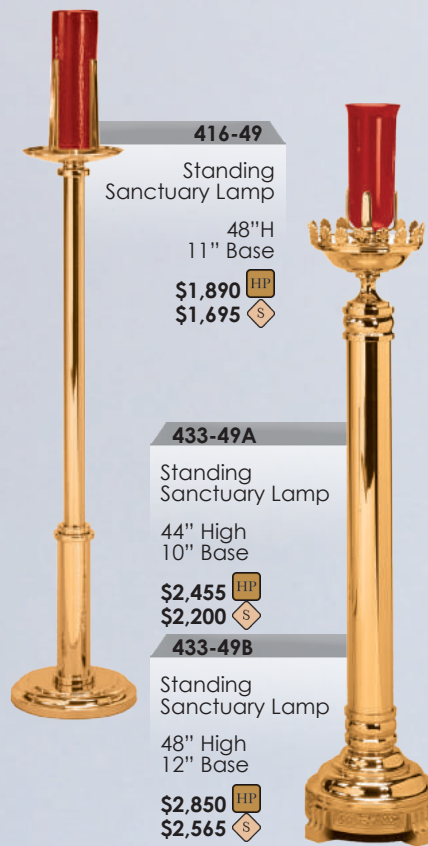 416-49
Standing
Sanctuary Lamp
48”H
11” Base
$1,890 HP
$1,695 S
433-49A
Standing
Sanctuary Lamp
44” High
10” Base
$2,455 HP
$2,200 S
433-49B
Standing
Sanctuary Lamp
48” High
12” Base
$2,850 HP
$2,565 S